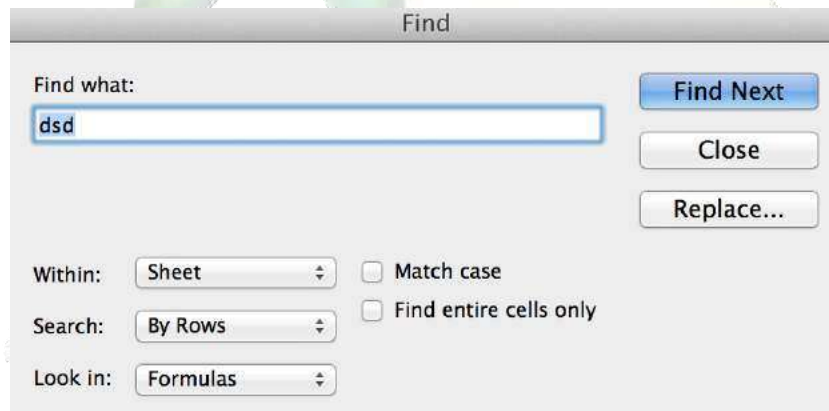 Find
Find what:
dsd
Find Next
Close
Replace...
Within: Sheet
Match case
Find entire cells only
Search: By Rows
Look in: Formulas